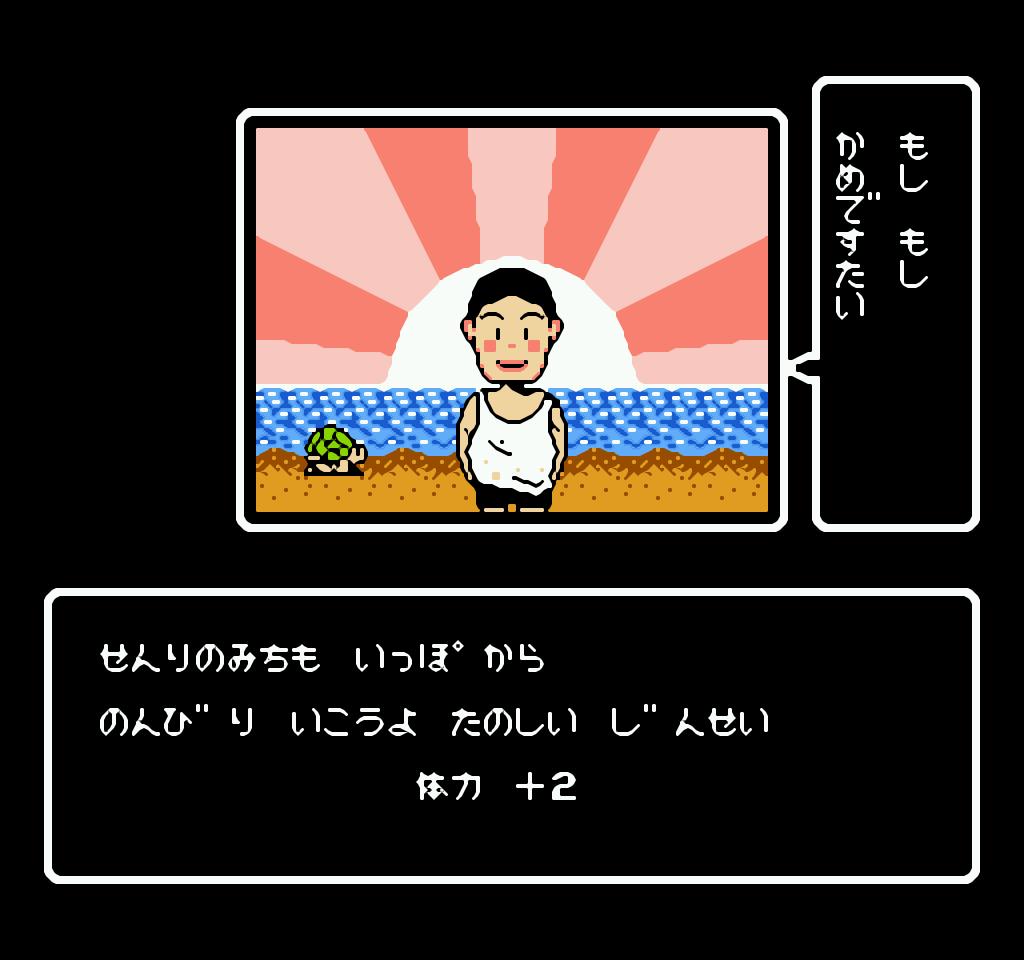 もし もし
かめですたい
せんりのみちも いっぽから
のんびり いこうよ たのしい じんせい
体力 +2